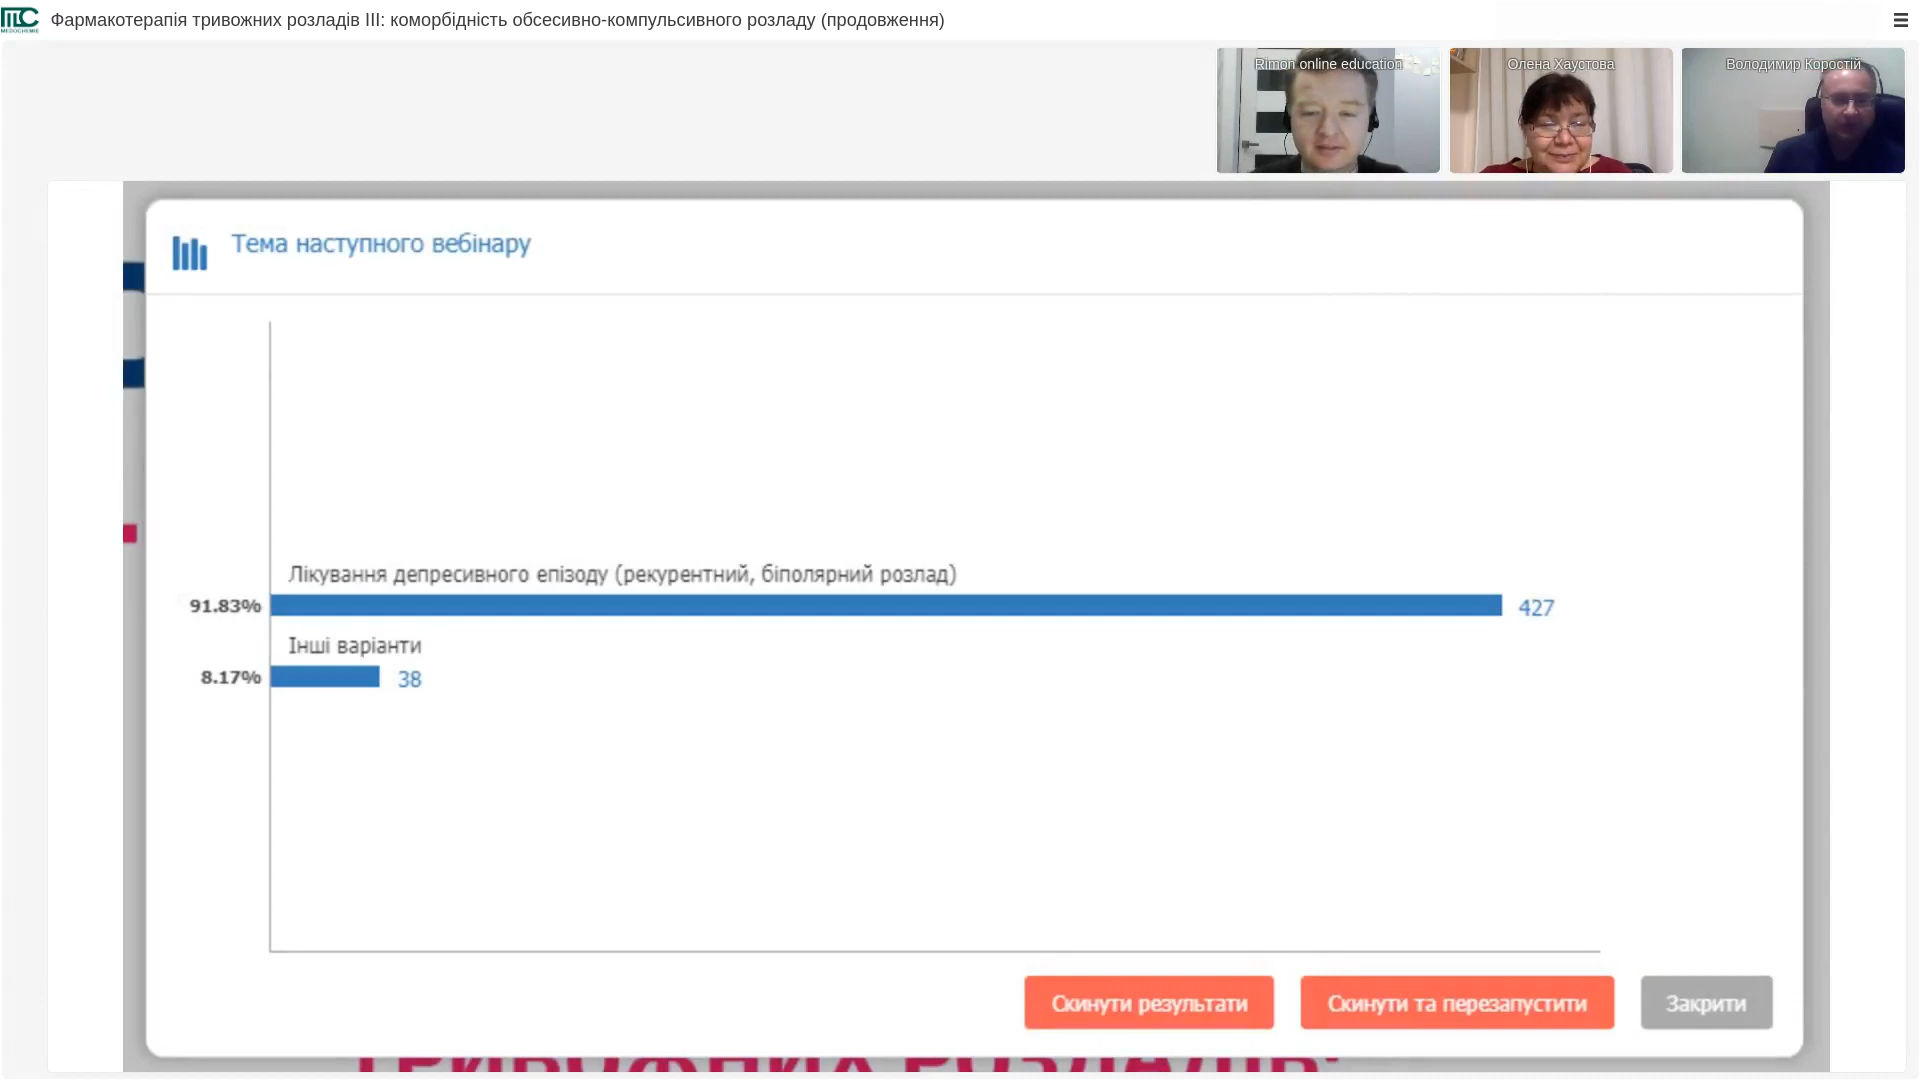 MEDOCHEMIE
Фармакотерапія тривожних розладів III: коморбідність обсесивно-компульсивного розладу (продовження)
Rimon online education
Олена Хаустова
Володимир Коростій
Тема наступного вебінару
Лікування депресивного епізоду (рекурентний, біполярний розлад)
91.83%
427
Інші варіанти
8.17%
38
Скинути результати
Скинути та перезапустити
Закрити